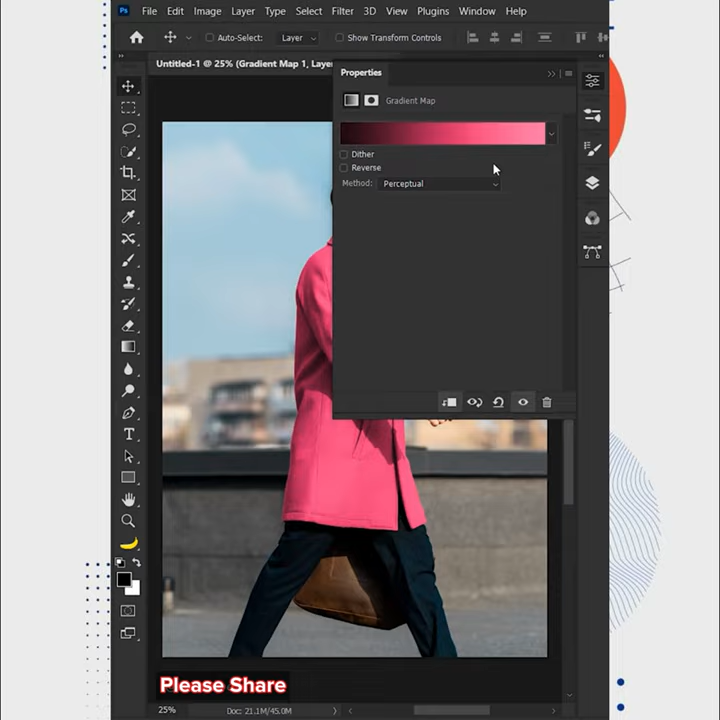 Ps File Edit Image Layer Type Select Filter 3D View Plugins Window Help
Auto-Select: Layer Show Transform Controls
Untitled-1 @ 25% (Gradient Map 1, Laye
Properties
Gradient Map
Dither
Reverse
Method: Perceptual
Please Share
25% Doc: 21.1M/45.0M